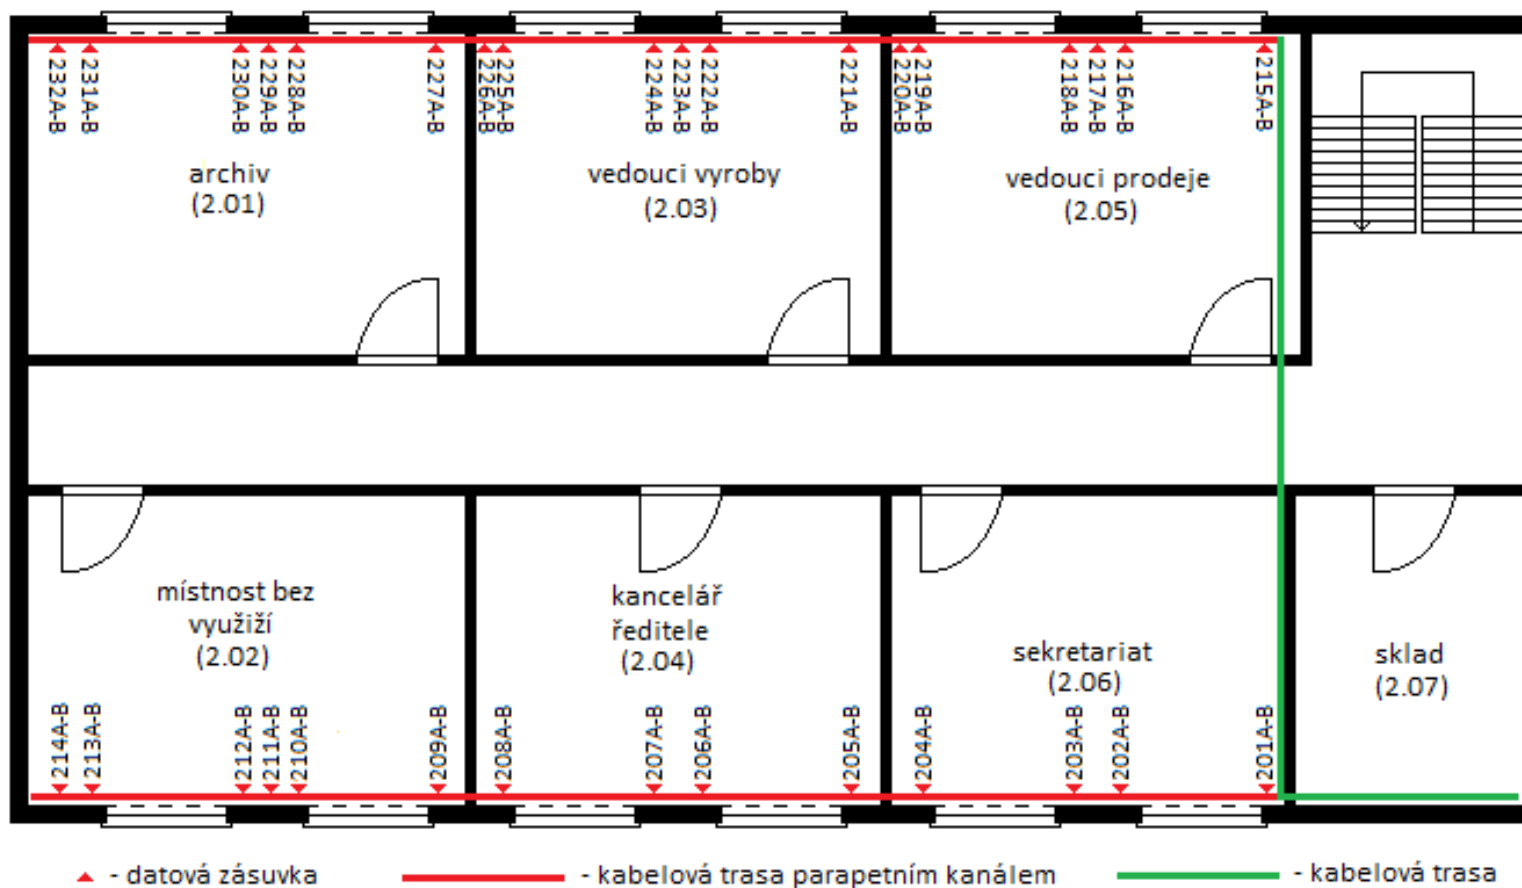 232A-B
231A-B
230A-B
229A-B
228A-B
227A-B
226A-B
225A-B
224A-B
223A-B
222A-B
221A-B
220A-B
219A-B
218A-B
217A-B
216A-B
215A-B
archiv
(2.01)
vedouci vyroby
(2.03)
vedouci prodeje
(2.05)
místnost bez
využiží
(2.02)
kancelář
ředitele
(2.04)
sekretariat
(2.06)
sklad
(2.07)
214A-B
213A-B
212A-B
211A-B
210A-B
209A-B
208A-B
207A-B
206A-B
205A-B
204A-B
203A-B
202A-B
201A-B
- datová zásuvka
- kabelová trasa parapetním kanálem
- kabelová trasa